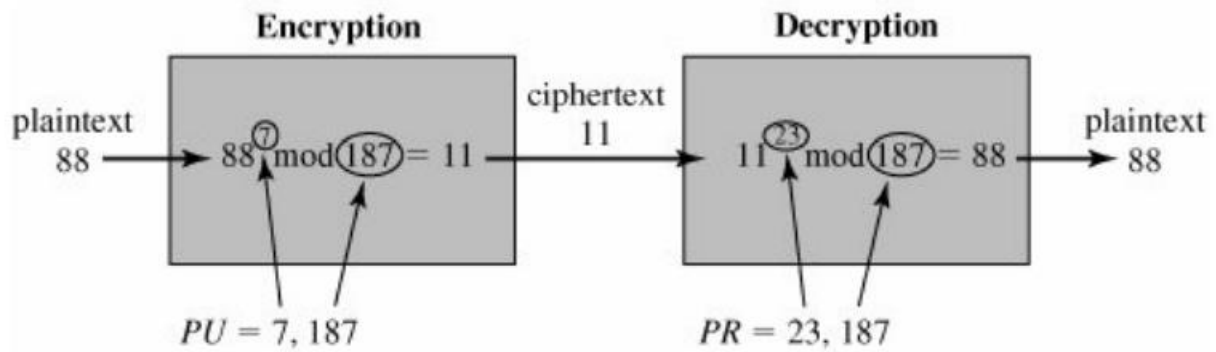 Encryption
Decryption
plaintext
88
88^7 mod 187 = 11
ciphertext
11
11^23 mod 187 = 88
plaintext
88
PU = 7, 187
PR = 23, 187